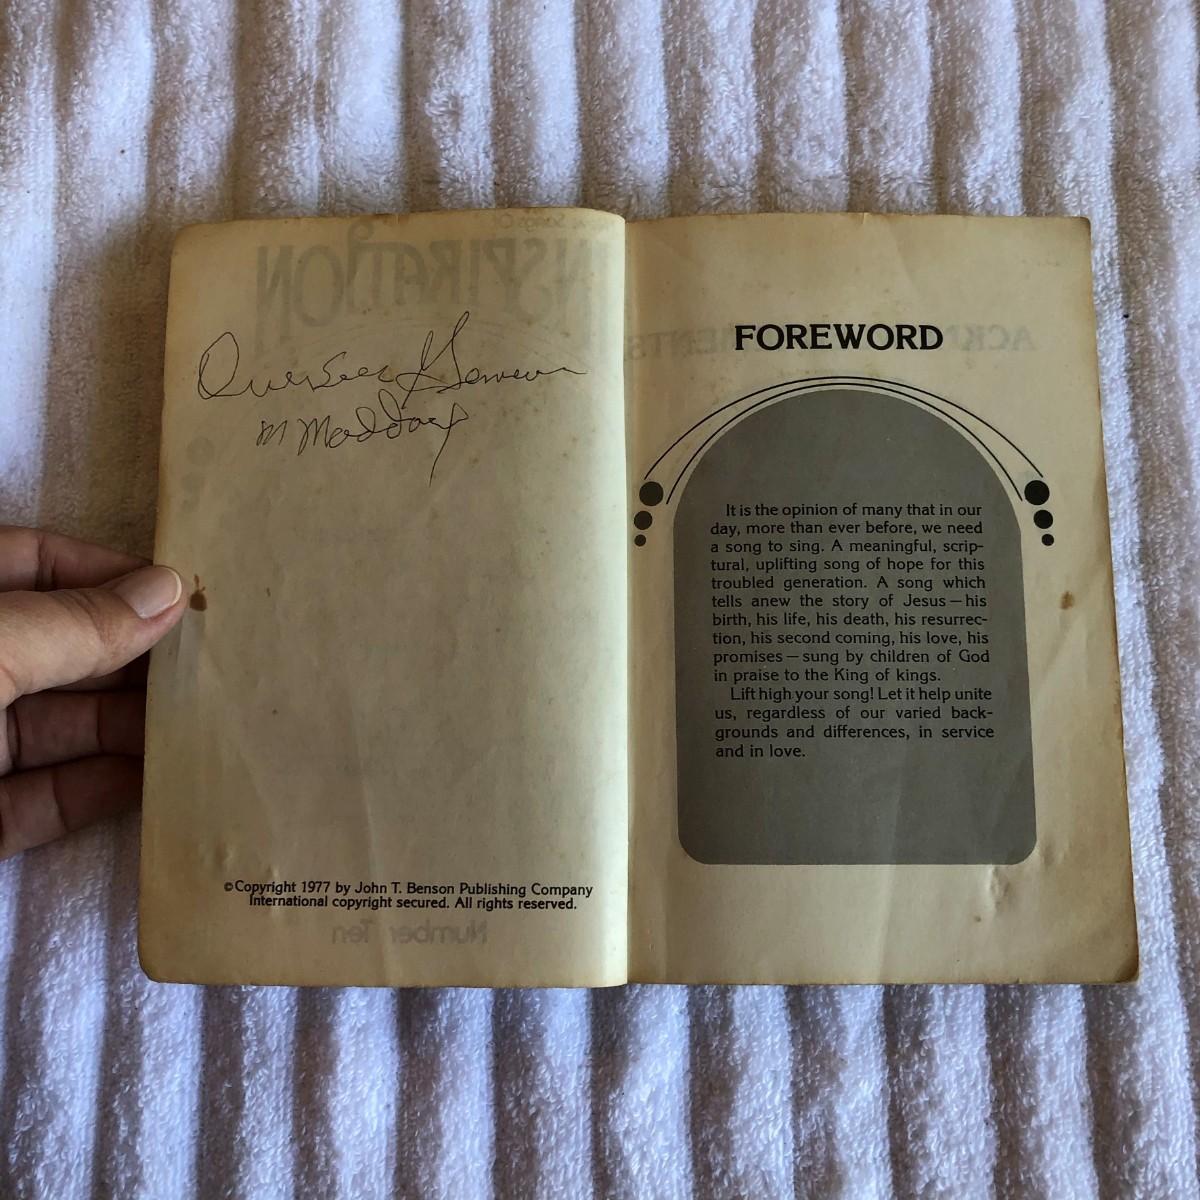 Overseer
M Maddox
©Copyright 1977 by John T. Benson Publishing Company
International copyright secured. All rights reserved.
FOREWORD
It is the opinion of many that in our
day, more than ever before, we need
a song to sing. A meaningful, scrip-
tural, uplifting song of hope for this
troubled generation. A song which
tells anew the story of Jesus—his
birth, his life, his death, his resurrec-
tion, his second coming, his love, his
promises—sung by children of God
in praise to the King of kings.
Lift high your song! Let it help unite
us, regardless of our varied back-
grounds and differences, in service
and in love.